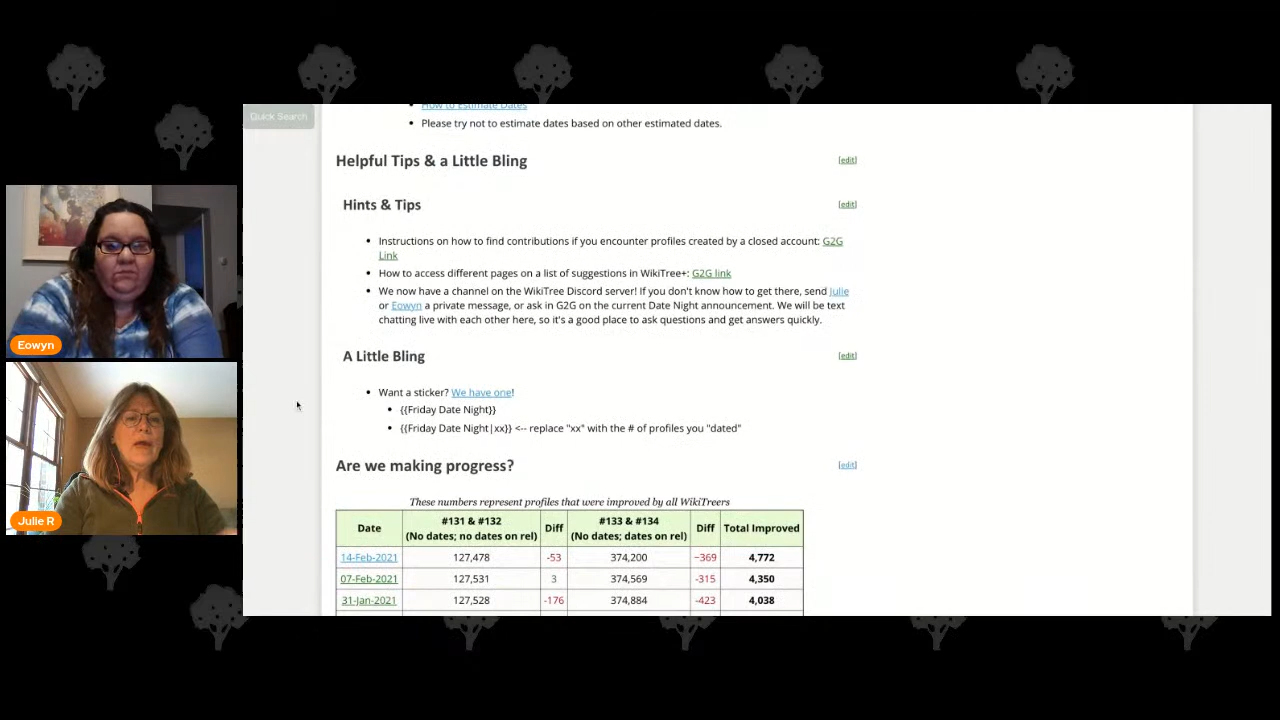 Quick Search
How to Estimate Dates
Please try not to estimate dates based on other estimated dates.
Helpful Tips & a Little Bling
[edit]
Hints & Tips
[edit]
Instructions on how to find contributions if you encounter profiles created by a closed account: G2G
Link
How to access different pages on a list of suggestions in WikiTree+: G2G link
We now have a channel on the WikiTree Discord server! If you don't know how to get there, send Julie
or Eowyn a private message, or ask in G2G on the current Date Night announcement. We will be text
chatting live with each other here, so it's a good place to ask questions and get answers quickly.
A Little Bling
[edit]
Want a sticker? We have one!
{{Friday Date Night}}
{{Friday Date Night|xx}} <-- replace "xx" with the # of profiles you "dated"
Are we making progress?
[edit]
These numbers represent profiles that were improved by all WikiTreers
Date #131 & #132 (No dates; no dates on rel) Diff #133 & #134 (No dates; dates on rel) Diff Total Improved
14-Feb-2021 127,478 -53 374,200 −369 4,772
07-Feb-2021 127,531 3 374,569 -315 4,350
31-Jan-2021 127,528 -176 374,884 -423 4,038
Eowyn
Julie R